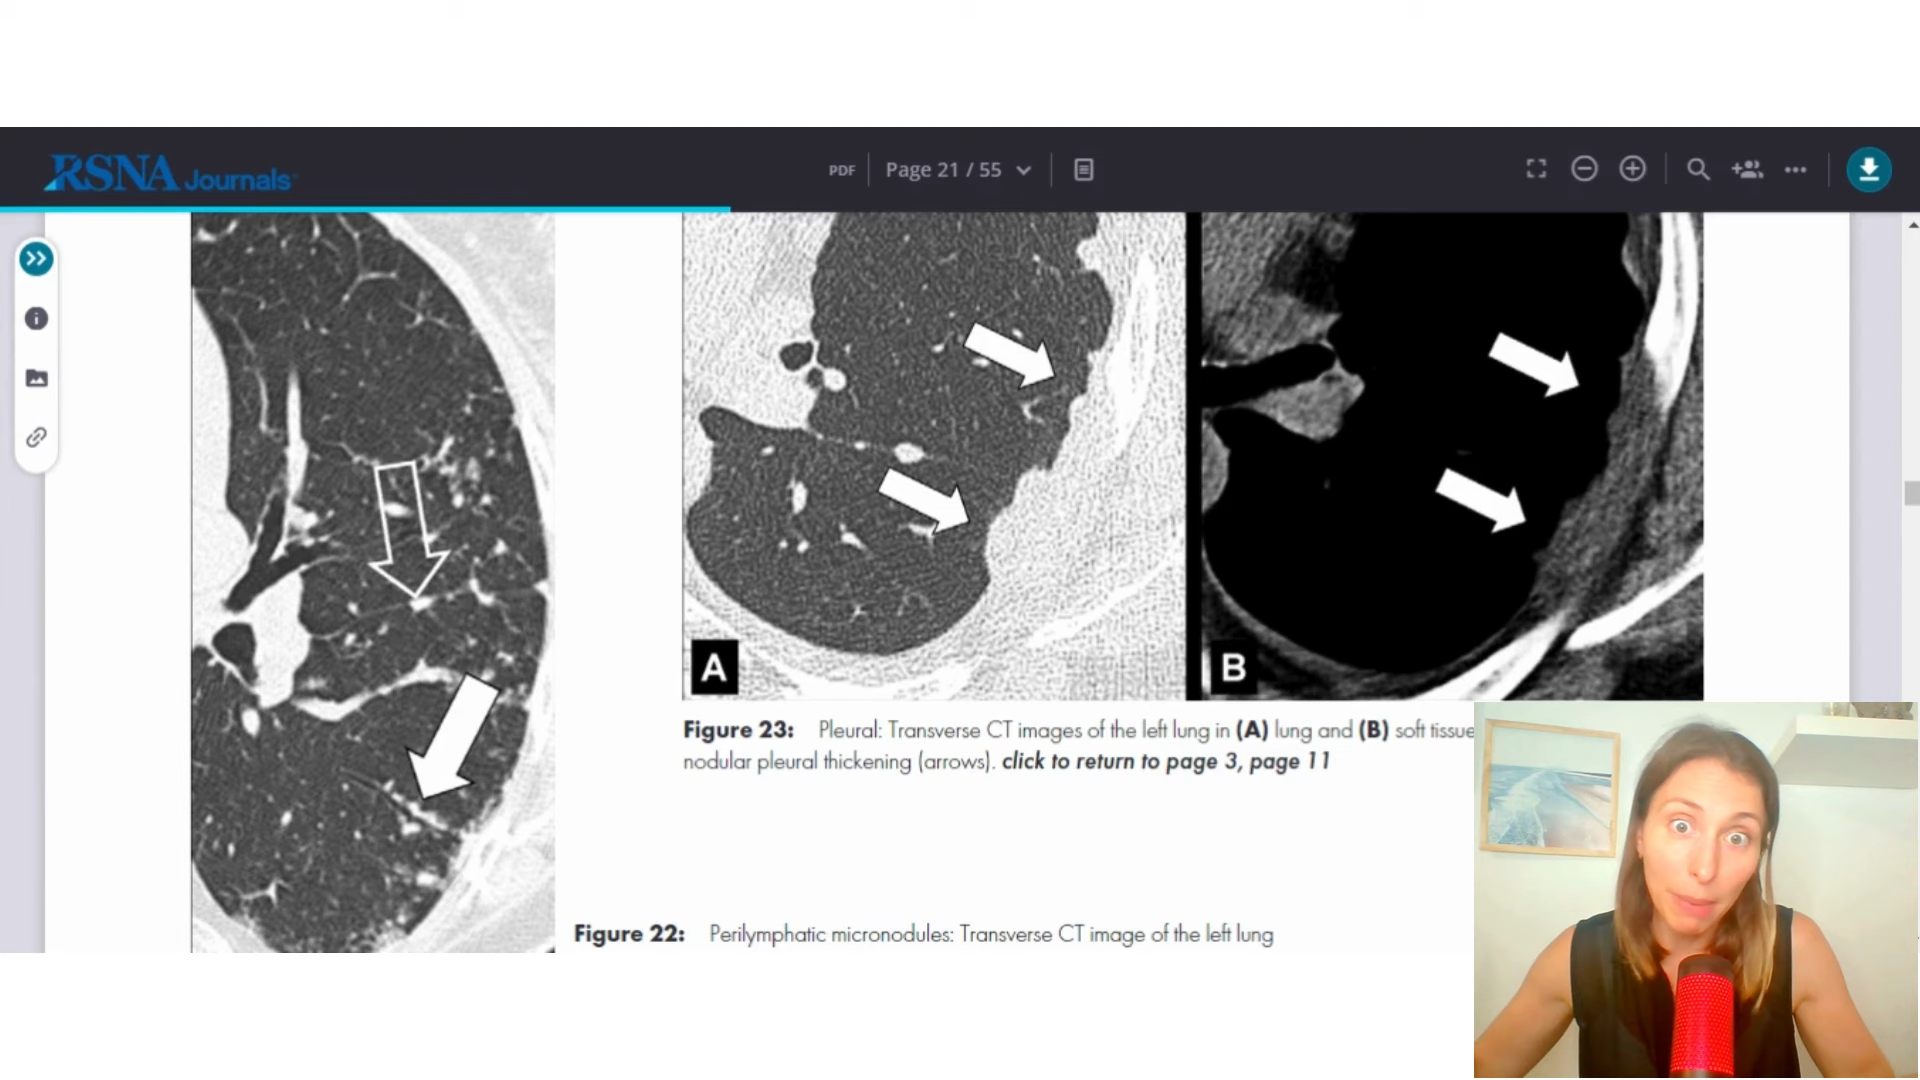 RSNA Journals
PDF
Page 21 / 55
A
B
Figure 23: Pleural: Transverse CT images of the left lung in (A) lung and (B) soft tissue
nodular pleural thickening (arrows). click to return to page 3, page 11
Figure 22: Perilymphatic micronodules: Transverse CT image of the left lung